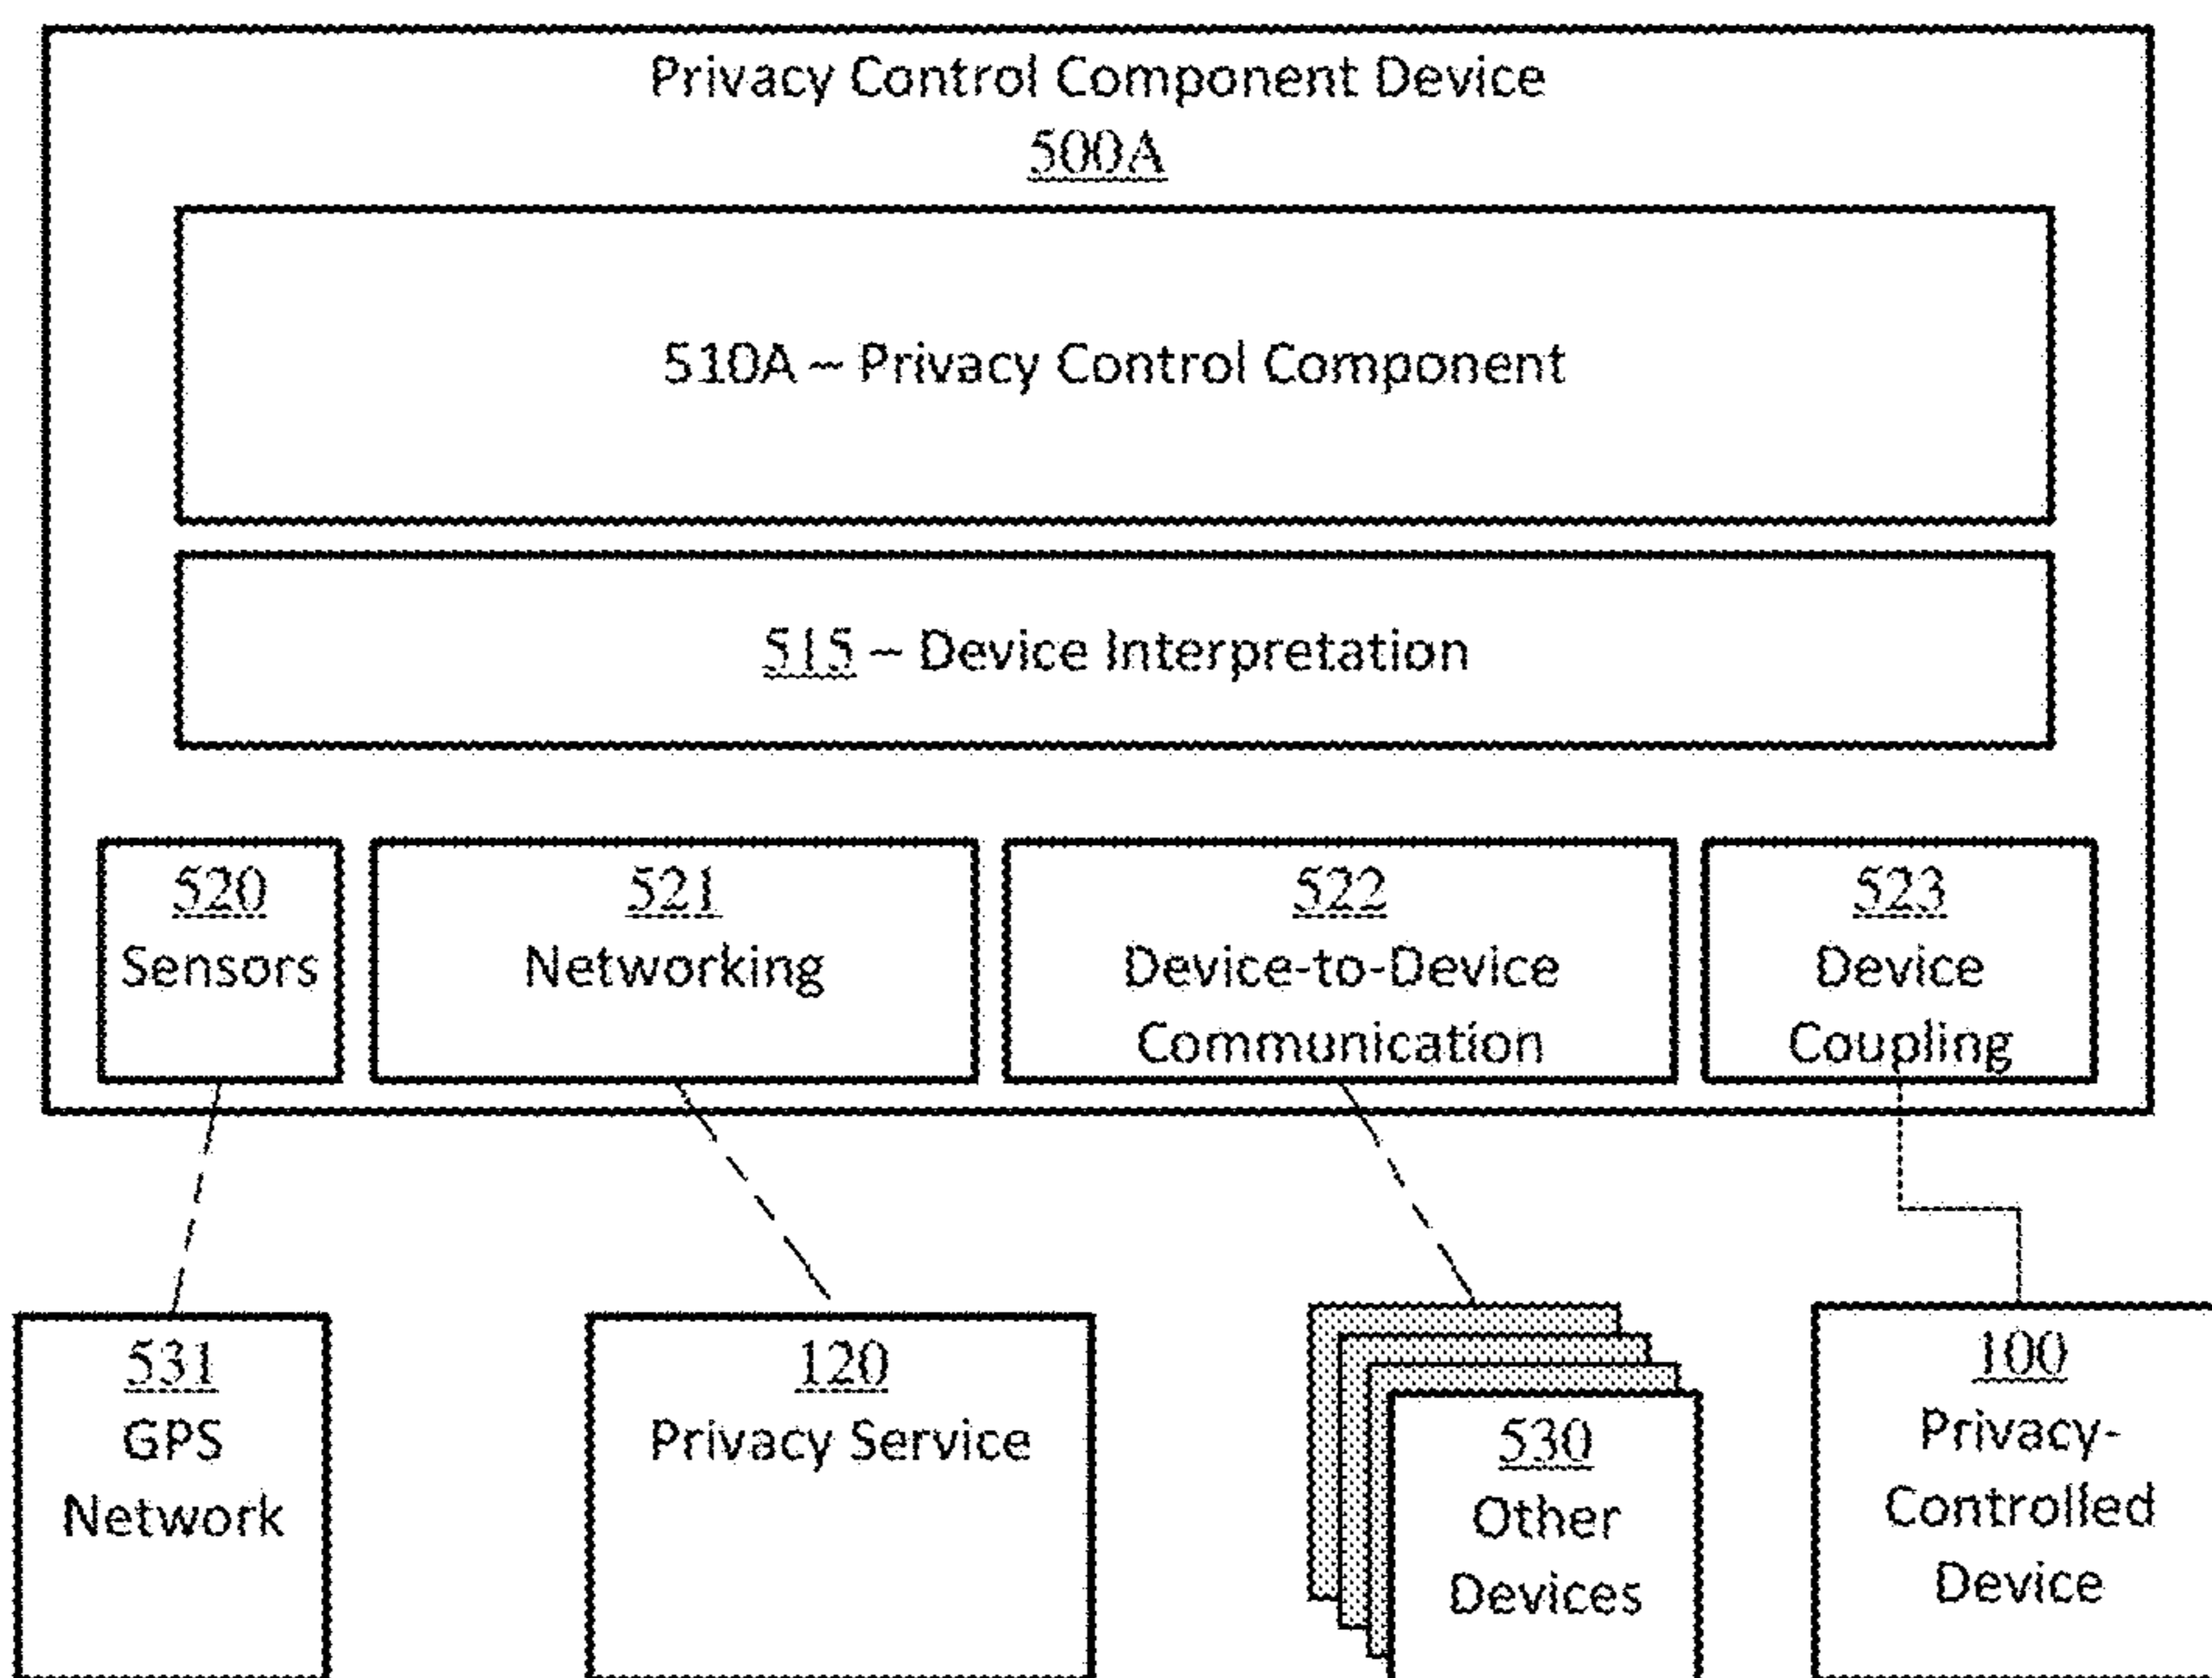 Privacy Control Component Device
500A
510A – Privacy Control Component
515 – Device Interpretation
520
Sensors
521
Networking
522
Device-to-Device
Communication
523
Device
Coupling
531
GPS
Network
120
Privacy Service
530
Other
Devices
100
Privacy-
Controlled
Device